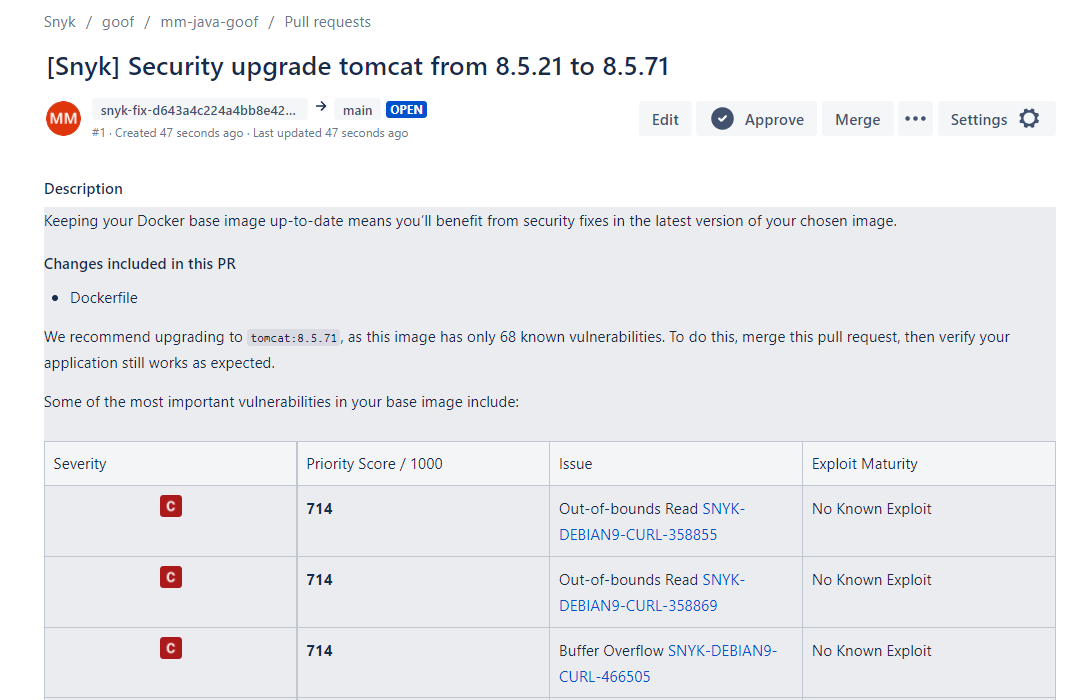 Snyk / goof / mm-java-goof / Pull requests
[Snyk] Security upgrade tomcat from 8.5.21 to 8.5.71
MM
snyk-fix-d643a4c224a4bb8e42... → main OPEN
#1 · Created 47 seconds ago · Last updated 47 seconds ago
Edit Approve Merge ••• Settings
Description
Keeping your Docker base image up-to-date means you'll benefit from security fixes in the latest version of your chosen image.
Changes included in this PR
• Dockerfile
We recommend upgrading to tomcat:8.5.71, as this image has only 68 known vulnerabilities. To do this, merge this pull request, then verify your
application still works as expected.
Some of the most important vulnerabilities in your base image include:
Severity Priority Score / 1000 Issue Exploit Maturity
C 714 Out-of-bounds Read SNYK- No Known Exploit
DEBIAN9-CURL-358855
C 714 Out-of-bounds Read SNYK- No Known Exploit
DEBIAN9-CURL-358869
C 714 Buffer Overflow SNYK-DEBIAN9- No Known Exploit
CURL-466505